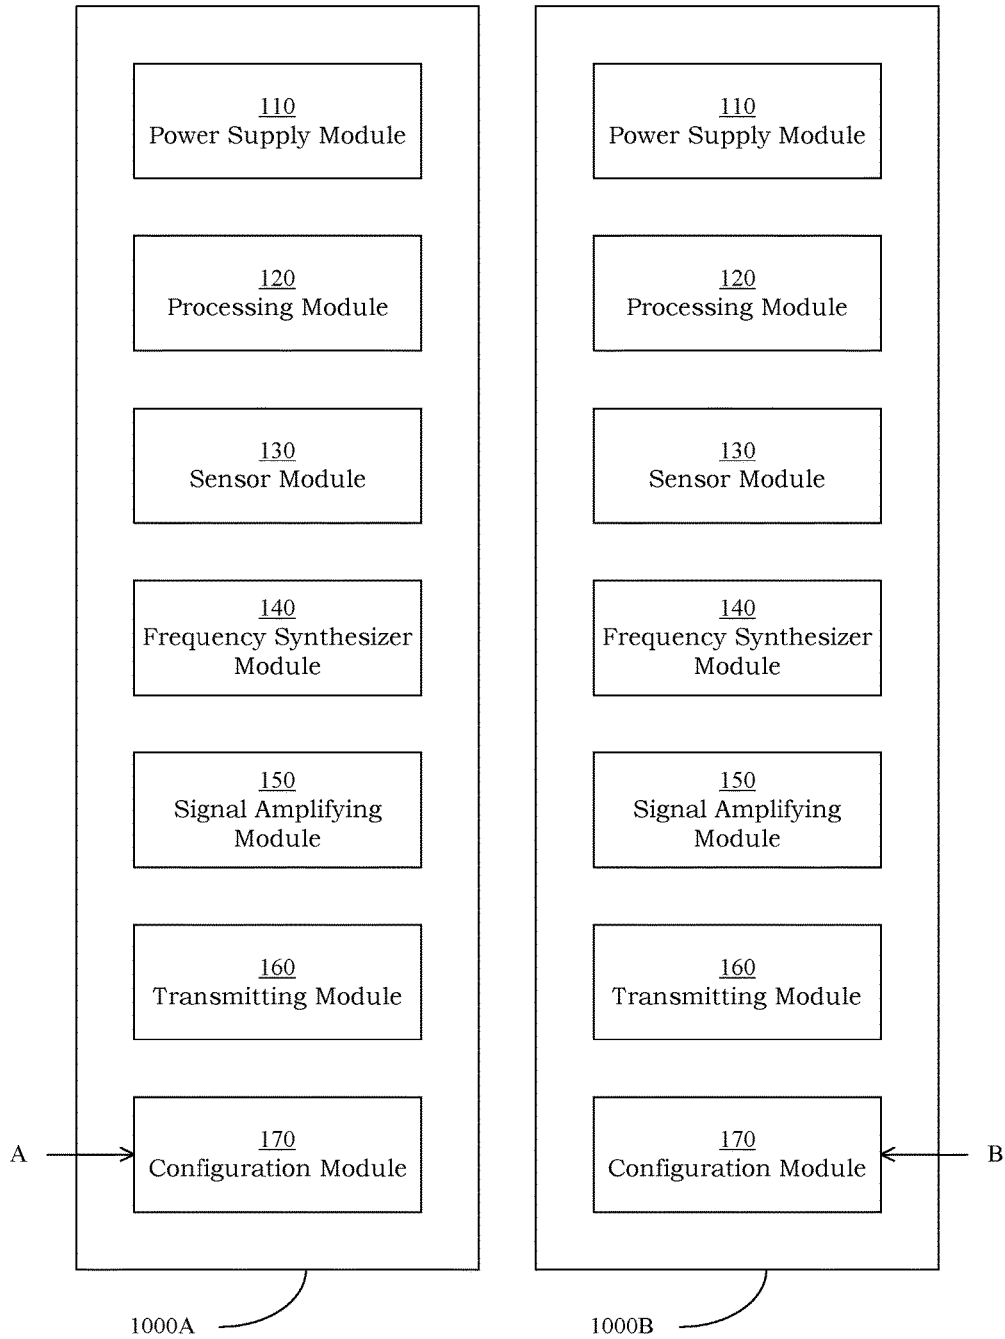 110
Power Supply Module
120
Processing Module
130
Sensor Module
140
Frequency Synthesizer
Module
150
Signal Amplifying
Module
160
Transmitting Module
A
170
Configuration Module
1000A
110
Power Supply Module
120
Processing Module
130
Sensor Module
140
Frequency Synthesizer
Module
150
Signal Amplifying
Module
160
Transmitting Module
170
Configuration Module
B
1000B